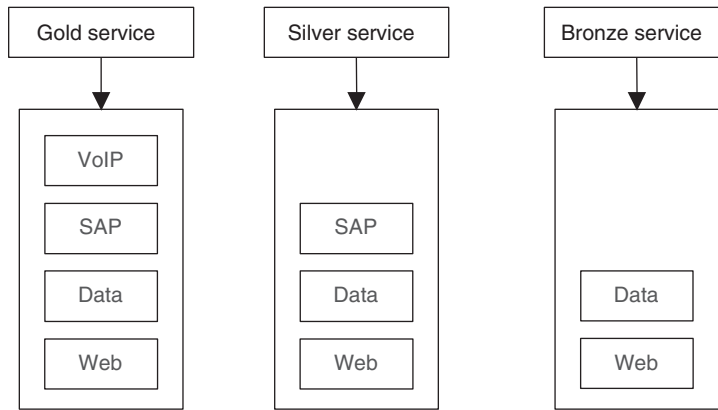 Gold service
Silver service
Bronze service
VoIP
SAP
Data
Web
SAP
Data
Web
Data
Web